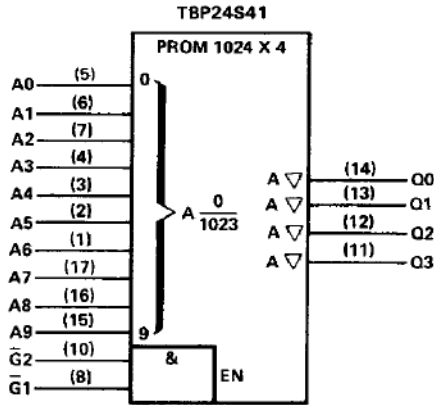 TBP24S41
PROM 1024 X 4
A0 (5) 0
A1 (6)
A2 (7)
A3 (4)
A4 (3)
A5 (2)
A6 (1)
A7 (17)
A8 (16)
A9 (15) 9
G̅2 (10)
G̅1 (8)
A 0/1023
& EN
A ▽ (14) Q0
A ▽ (13) Q1
A ▽ (12) Q2
A ▽ (11) Q3